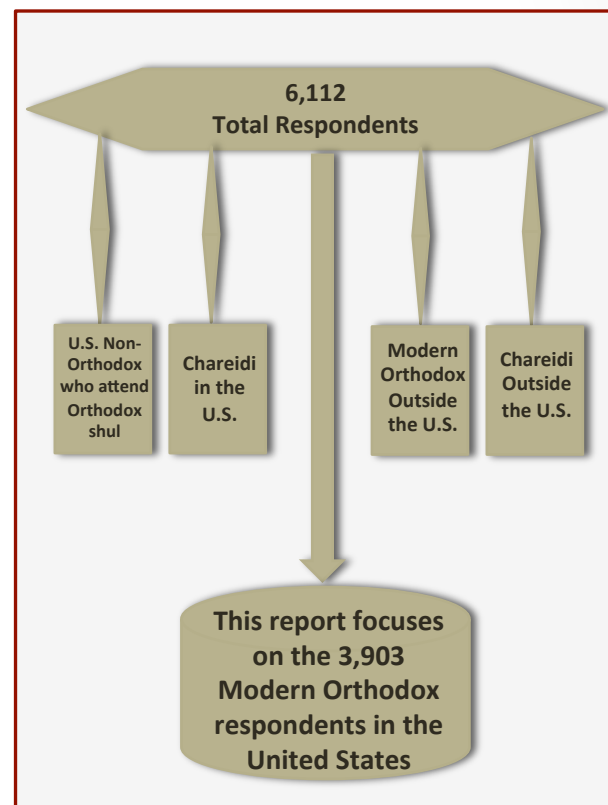 6,112
Total Respondents
U.S. Non-
Orthodox
who attend
Orthodox
shul
Chareidi
in the
U.S.
Modern
Orthodox
Outside
the U.S.
Chareidi
Outside
the U.S.
This report focuses
on the 3,903
Modern Orthodox
respondents in the
United States